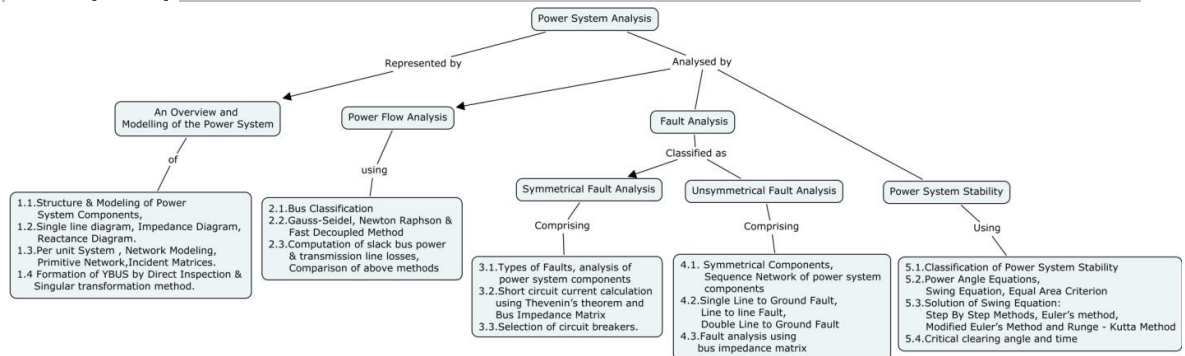 Power System Analysis
Represented by
Analysed by
An Overview and
Modelling of the Power System
Power Flow Analysis
Fault Analysis
of
using
Classified as
Symmetrical Fault Analysis
Unsymmetrical Fault Analysis
Power System Stability
Comprising
Comprising
Using
1.1.Structure & Modeling of Power
System Components,
1.2.Single line diagram, Impedance Diagram,
Reactance Diagram.
1.3.Per unit System , Network Modeling,
Primitive Network,Incident Matrices.
1.4 Formation of YBUS by Direct Inspection &
Singular transformation method.
2.1.Bus Classification
2.2.Gauss-Seidel, Newton Raphson &
Fast Decoupled Method
2.3.Computation of slack bus power
& transmission line losses,
Comparison of above methods
3.1.Types of Faults, analysis of
power system components
3.2.Short circuit current calculation
using Thevenin's theorem and
Bus Impedance Matrix
3.3.Selection of circuit breakers.
4.1. Symmetrical Components,
Sequence Network of power system
components
4.2.Single Line to Ground Fault,
Line to line Fault,
Double Line to Ground Fault
4.3.Fault analysis using
bus impedance matrix
5.1.Classification of Power System Stability
5.2.Power Angle Equations,
Swing Equation, Equal Area Criterion
5.3.Solution of Swing Equation:
Step By Step Methods, Euler's method,
Modified Euler's Method and Runge - Kutta Method
5.4.Critical clearing angle and time